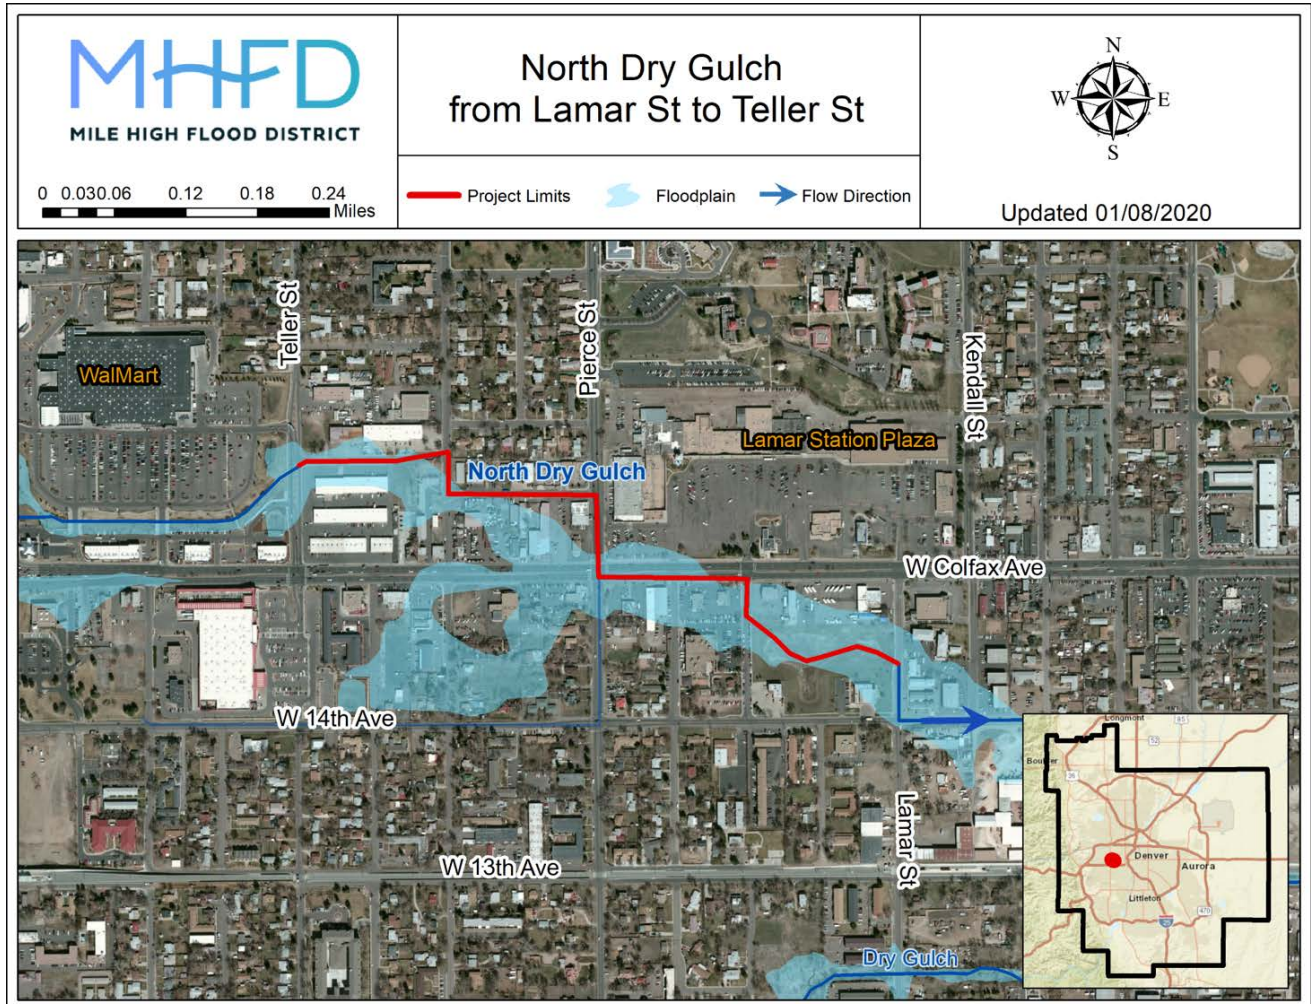 MHFD
MILE HIGH FLOOD DISTRICT
0 0.030.06 0.12 0.18 0.24
Miles
North Dry Gulch
from Lamar St to Teller St
Project Limits
Floodplain
Flow Direction
N
W E
S
Updated 01/08/2020
Teller St
Pierce St
Kendall St
WalMart
Lamar Station Plaza
North Dry Gulch
W Colfax Ave
W 14th Ave
Lamar St
W 13th Ave
Dry Gulch
Longmont
85
52
Boulder
Denver
Aurora
Littleton
470